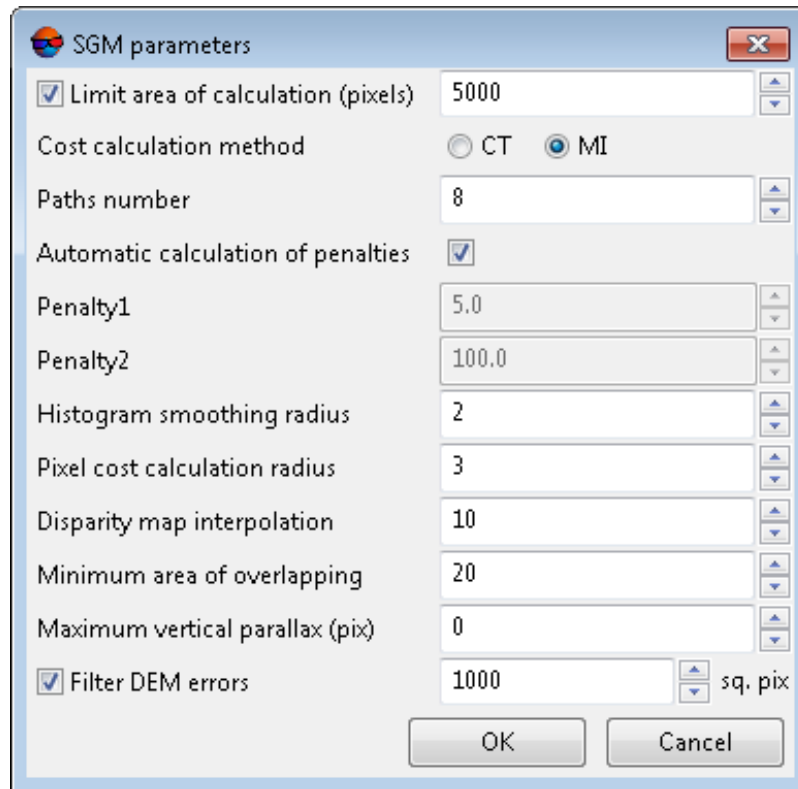 SGM parameters
Limit area of calculation (pixels) 5000
Cost calculation method CT MI
Paths number 8
Automatic calculation of penalties
Penalty1 5.0
Penalty2 100.0
Histogram smoothing radius 2
Pixel cost calculation radius 3
Disparity map interpolation 10
Minimum area of overlapping 20
Maximum vertical parallax (pix) 0
Filter DEM errors 1000 sq. pix
OK Cancel